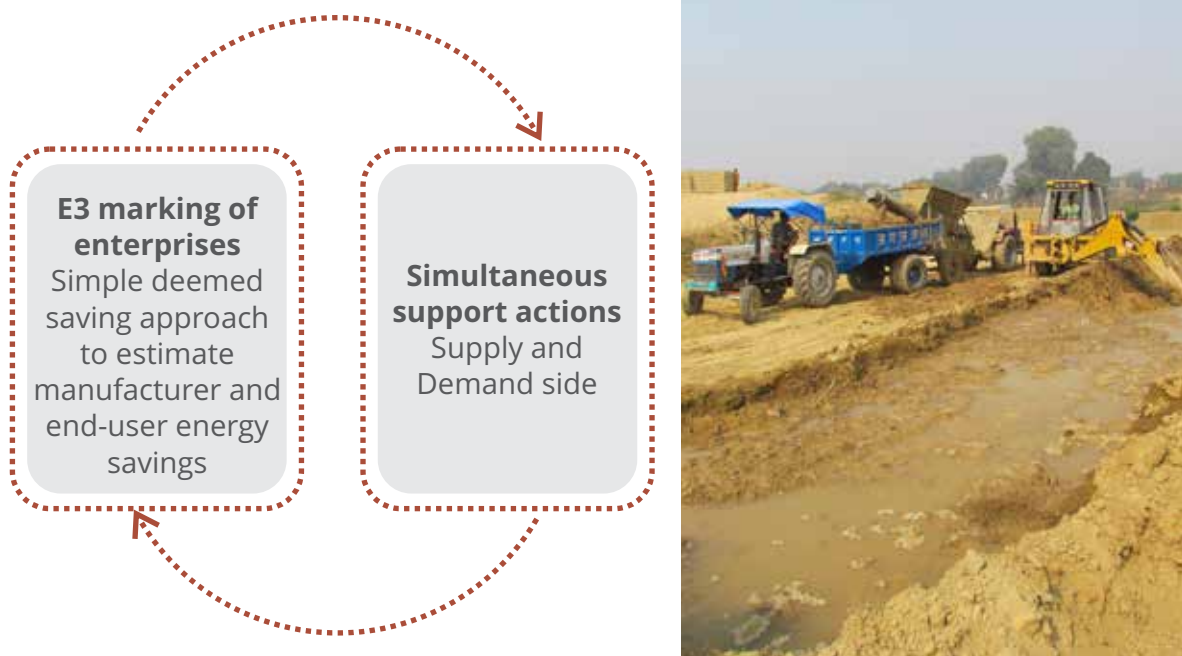 E3 marking of
enterprises
Simple deemed
saving approach
to estimate
manufacturer and
end-user energy
savings
Simultaneous
support actions
Supply and
Demand side